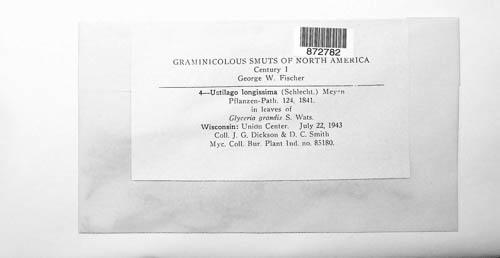 872782
GRAMINICOLOUS SMUTS OF NORTH AMERICA
Century I
George W. Fischer
4—Ustilago longissima (Schlecht.) Meyen
Pflanzen-Path. 124, 1841.
in leaves of
Glyceria grandis S. Wats.
Wisconsin: Union Center. July 22, 1943
Coll. J. G. Dickson & D. C. Smith
Myc. Coll. Bur. Plant Ind. no. 85180.